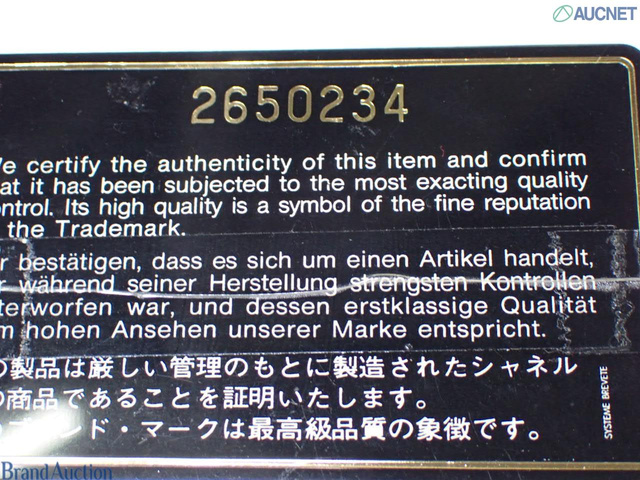 AUCNET
2650234
certify the authenticity of this item and confirm
it has been subjected to the most exacting quality
Its high quality is a symbol of the fine reputation
the Trademark.
bestätigen, dass es sich um einen Artikel handelt,
während seiner Herstellung strengsten Kontrollen
war, und dessen erstklassige Qualität
hohen Ansehen unserer Marke entspricht.
製品は厳しい管理のもとに製造されたシャネル
商品であることを証明いたします。
ド・マークは最高級品質の象徴です。
SYSTEME BREVETE
Brand Auction